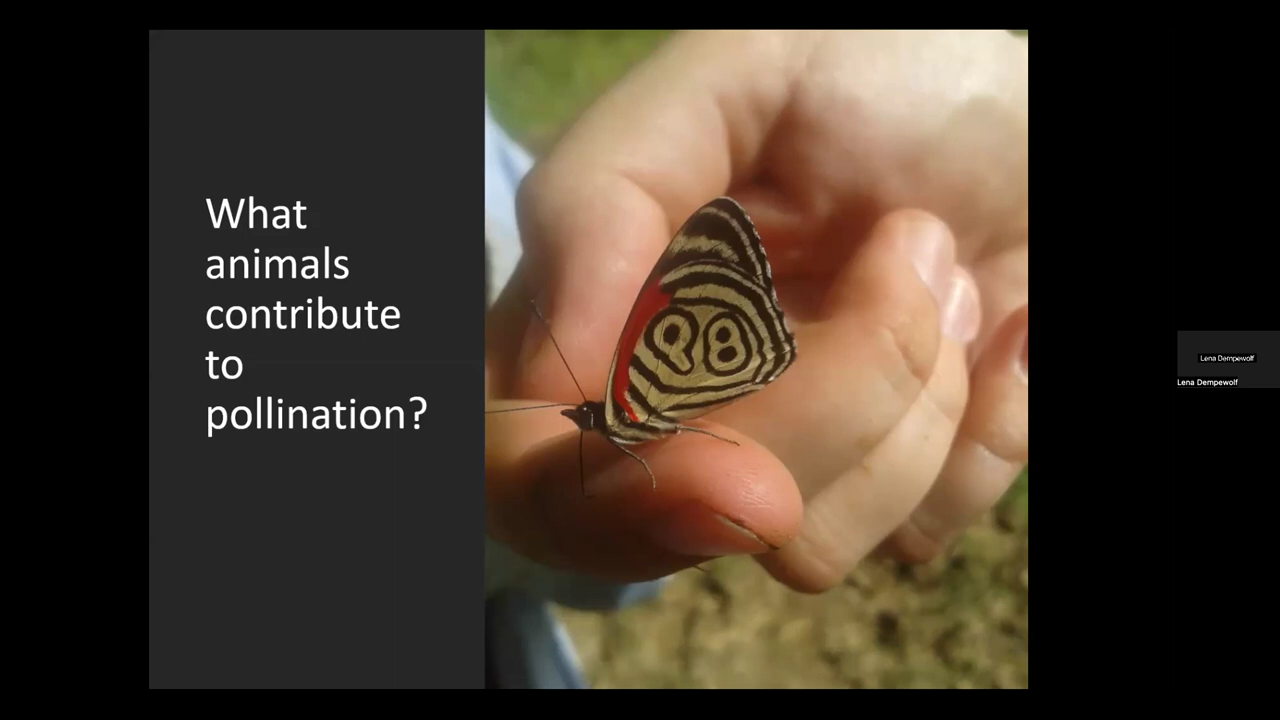 What
animals
contribute
to
pollination?
Lena Dempewolf
Lena Dempewolf